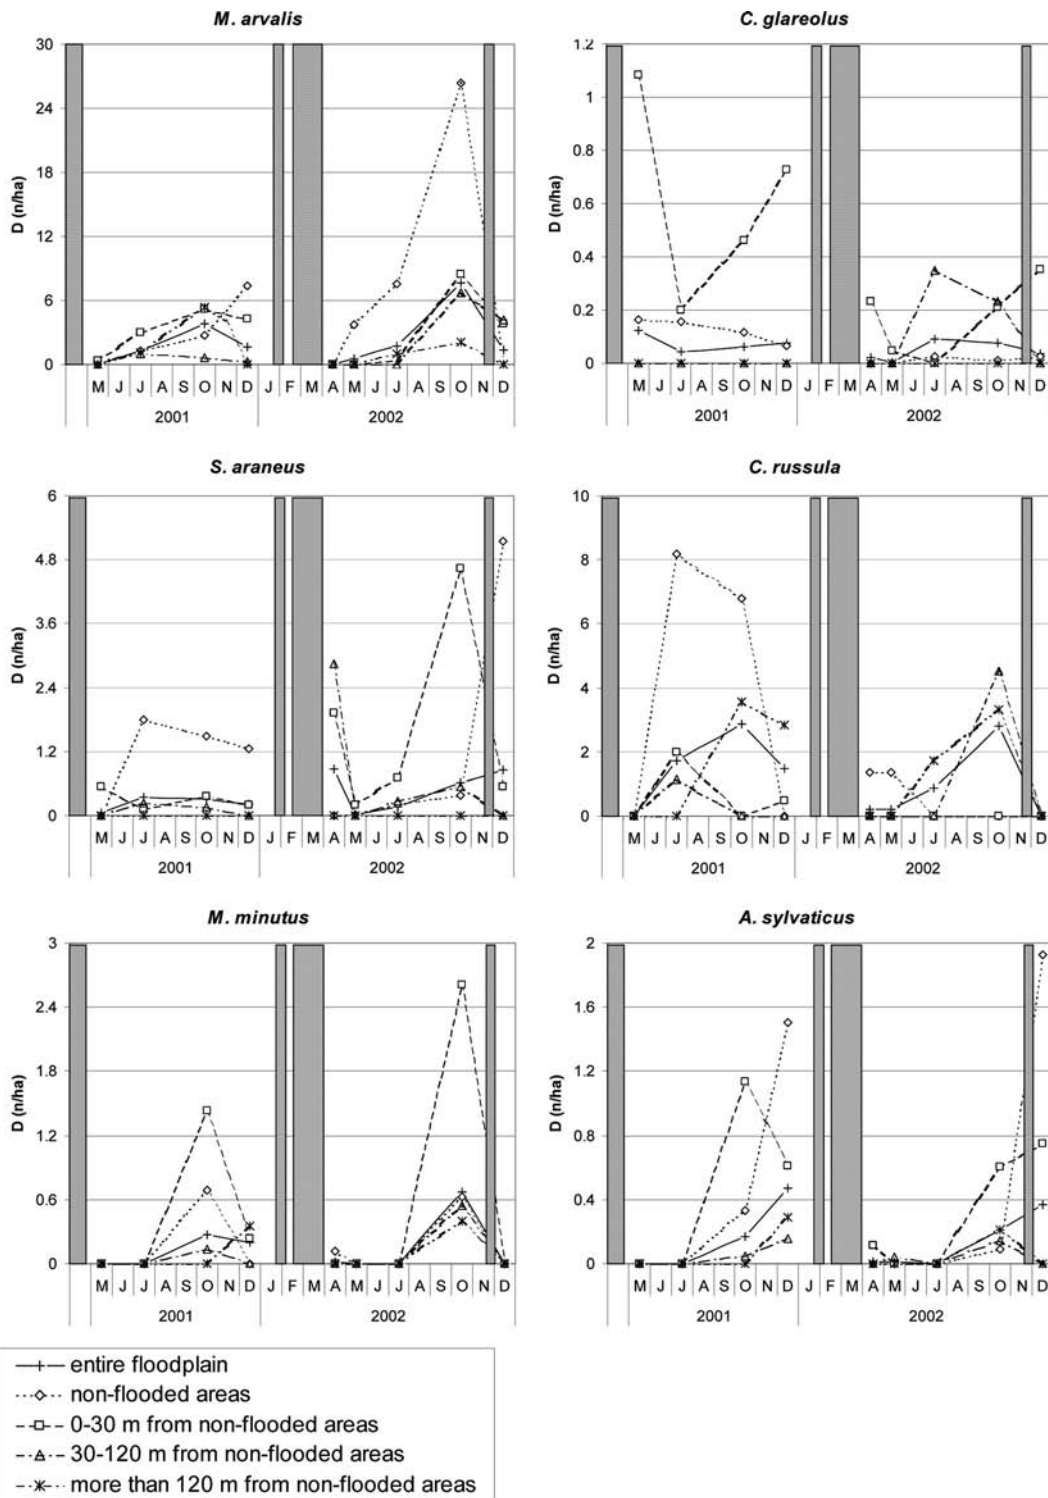 M. arvalis
C. glareolus
30
24
18
12
6
0
D (n/ha)
M J J A S O N D J F M A M J J A S O N D
2001 2002
1.2
1
0.8
0.6
0.4
0.2
0
D (n/ha)
M J J A S O N D J F M A M J J A S O N D
2001 2002
S. araneus
C. russula
6
4.8
3.6
2.4
1.2
0
D (n/ha)
M J J A S O N D J F M A M J J A S O N D
2001 2002
10
8
6
4
2
0
D (n/ha)
M J J A S O N D J F M A M J J A S O N D
2001 2002
M. minutus
A. sylvaticus
3
2.4
1.8
1.2
0.6
0
D (n/ha)
M J J A S O N D J F M A M J J A S O N D
2001 2002
2
1.6
1.2
0.8
0.4
0
D (n/ha)
M J J A S O N D J F M A M J J A S O N D
2001 2002
entire floodplain
non-flooded areas
0-30 m from non-flooded areas
30-120 m from non-flooded areas
more than 120 m from non-flooded areas